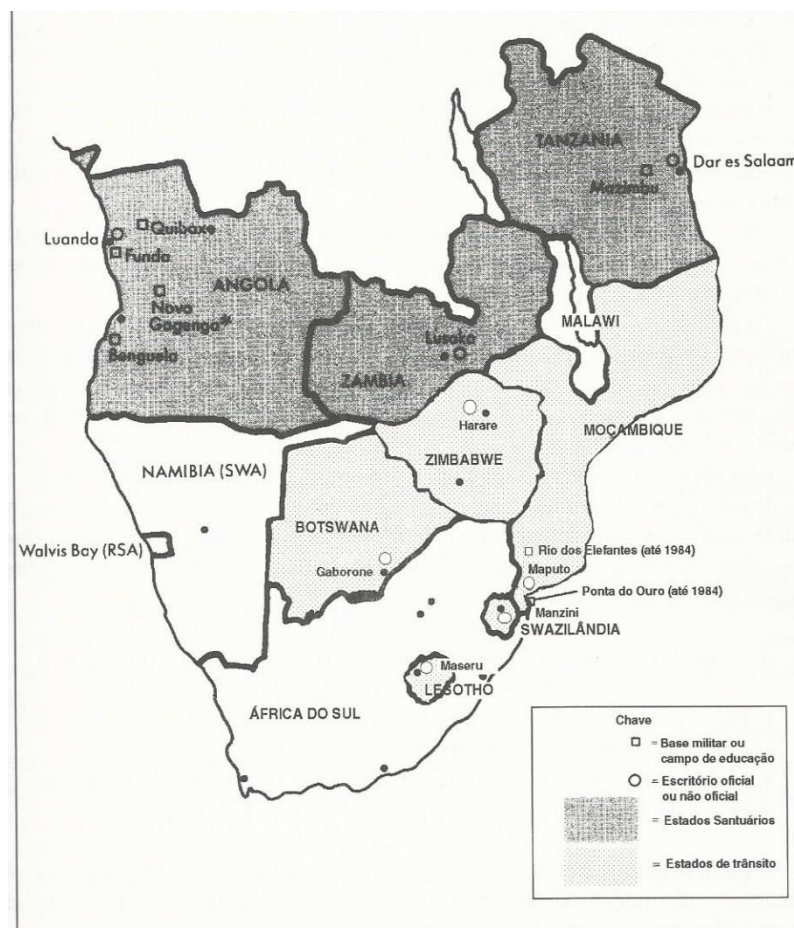 TANZANIA
Dar es Salaam
Mazimbu
Quibaxe
Luanda
Funda
ANGOLA
Nova
Gagenga
Benguela
Lusaka
ZAMBIA
MALAWI
Harare
MOÇAMBIQUE
ZIMBABWE
NAMIBIA (SWA)
BOTSWANA
Walvis Bay (RSA)
Rio dos Elefantes (até 1984)
Gaborone
Maputo
Ponta do Ouro (até 1984)
Manzini
SWAZILÂNDIA
Maseru
LESOTHO
ÁFRICA DO SUL
Chave
= Base militar ou
campo de educação
= Escritório oficial
ou não oficial
= Estados Santuários
= Estados de trânsito